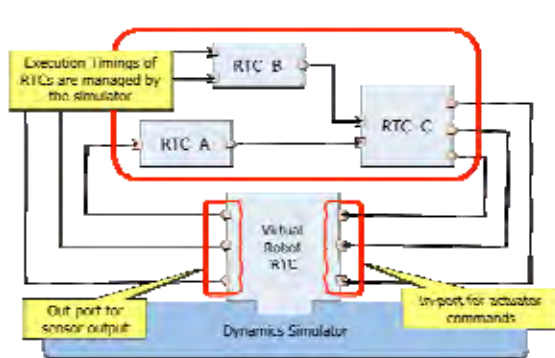 Execution Timings of
RTCs are managed by
the simulator
RTC B
RTC C
RTC A
Virtual
Robot
RTC
Out port for
sensor output
In-port for actuator
commands
Dynamics Simulator